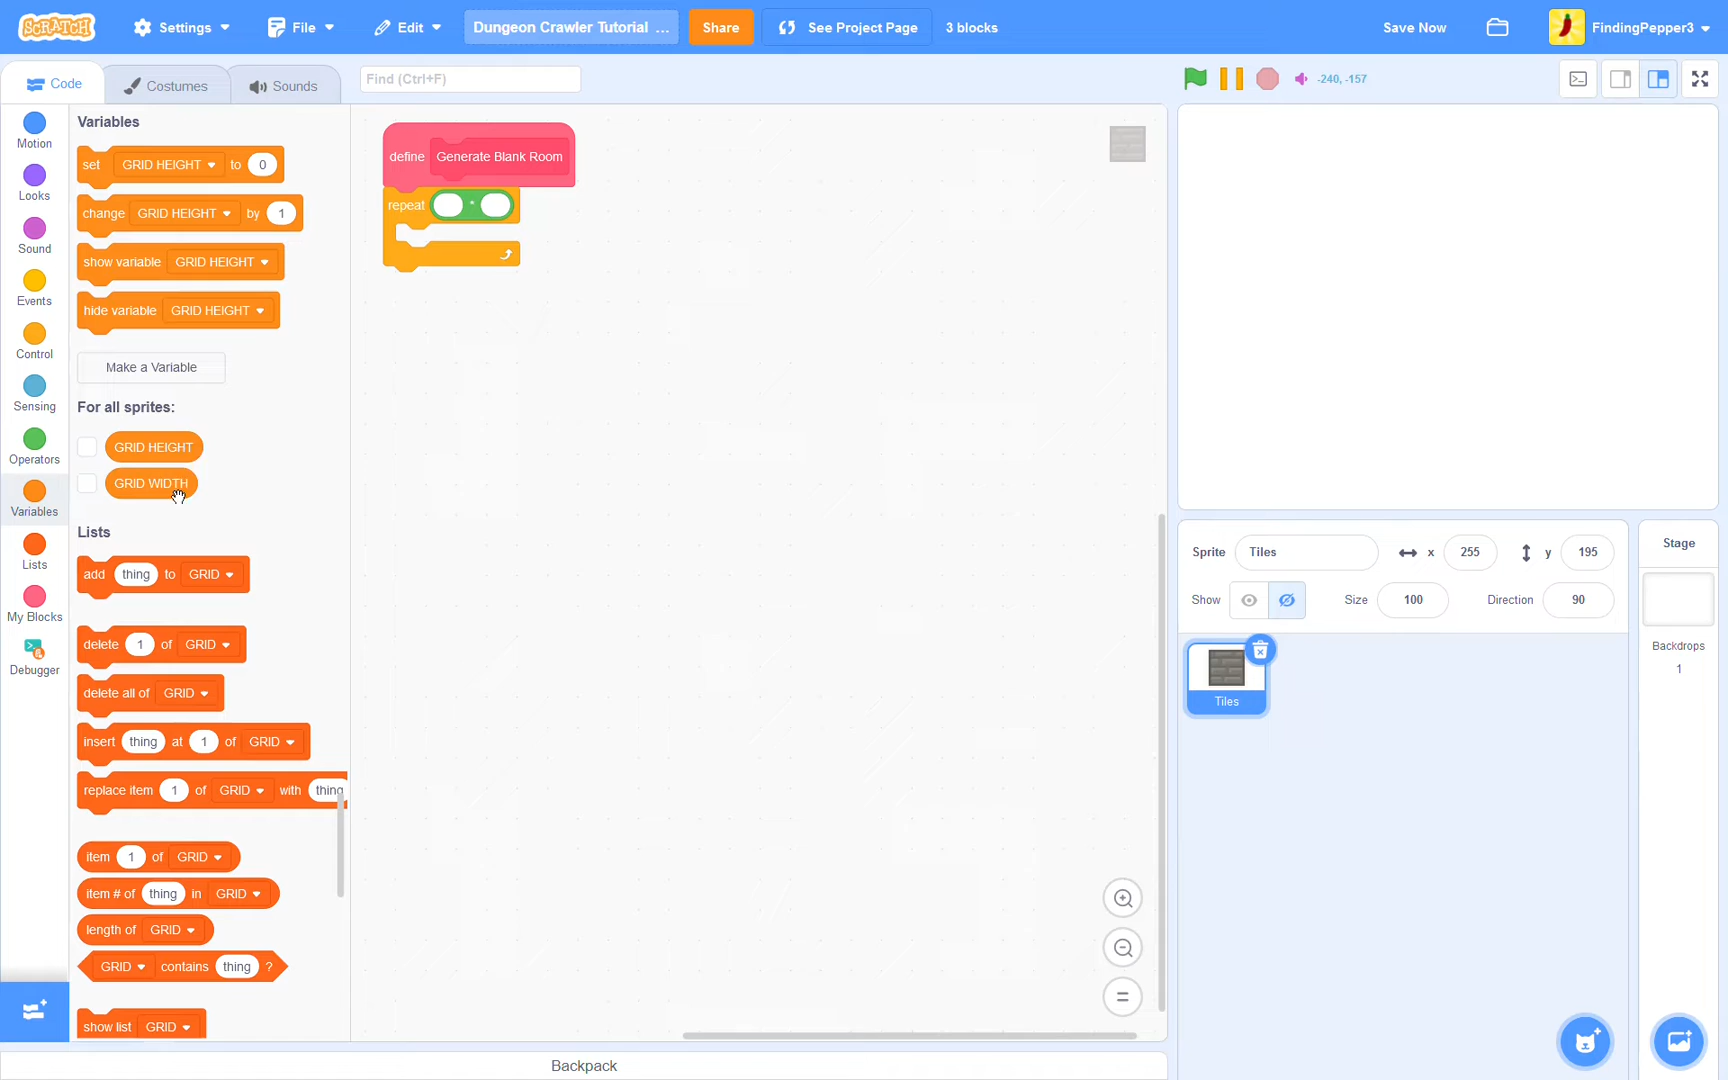 SCRATCH Settings File Edit Dungeon Crawler Tutorial ... Share See Project Page 3 blocks Save Now FindingPepper3
Code Costumes Sounds Find (Ctrl+F) -240, -157
Motion
Looks
Sound
Events
Control
Sensing
Operators
Variables
Lists
My Blocks
Debugger
Variables
set GRID HEIGHT to 0
change GRID HEIGHT by 1
show variable GRID HEIGHT
hide variable GRID HEIGHT
Make a Variable
For all sprites:
GRID HEIGHT
GRID WIDTH
Lists
add thing to GRID
delete 1 of GRID
delete all of GRID
insert thing at 1 of GRID
replace item 1 of GRID with thing
item 1 of GRID
item # of thing in GRID
length of GRID
GRID contains thing ?
show list GRID
define Generate Blank Room
repeat *
Sprite Tiles x 255 y 195
Show Size 100 Direction 90
Tiles
Stage
Backdrops
1
Backpack